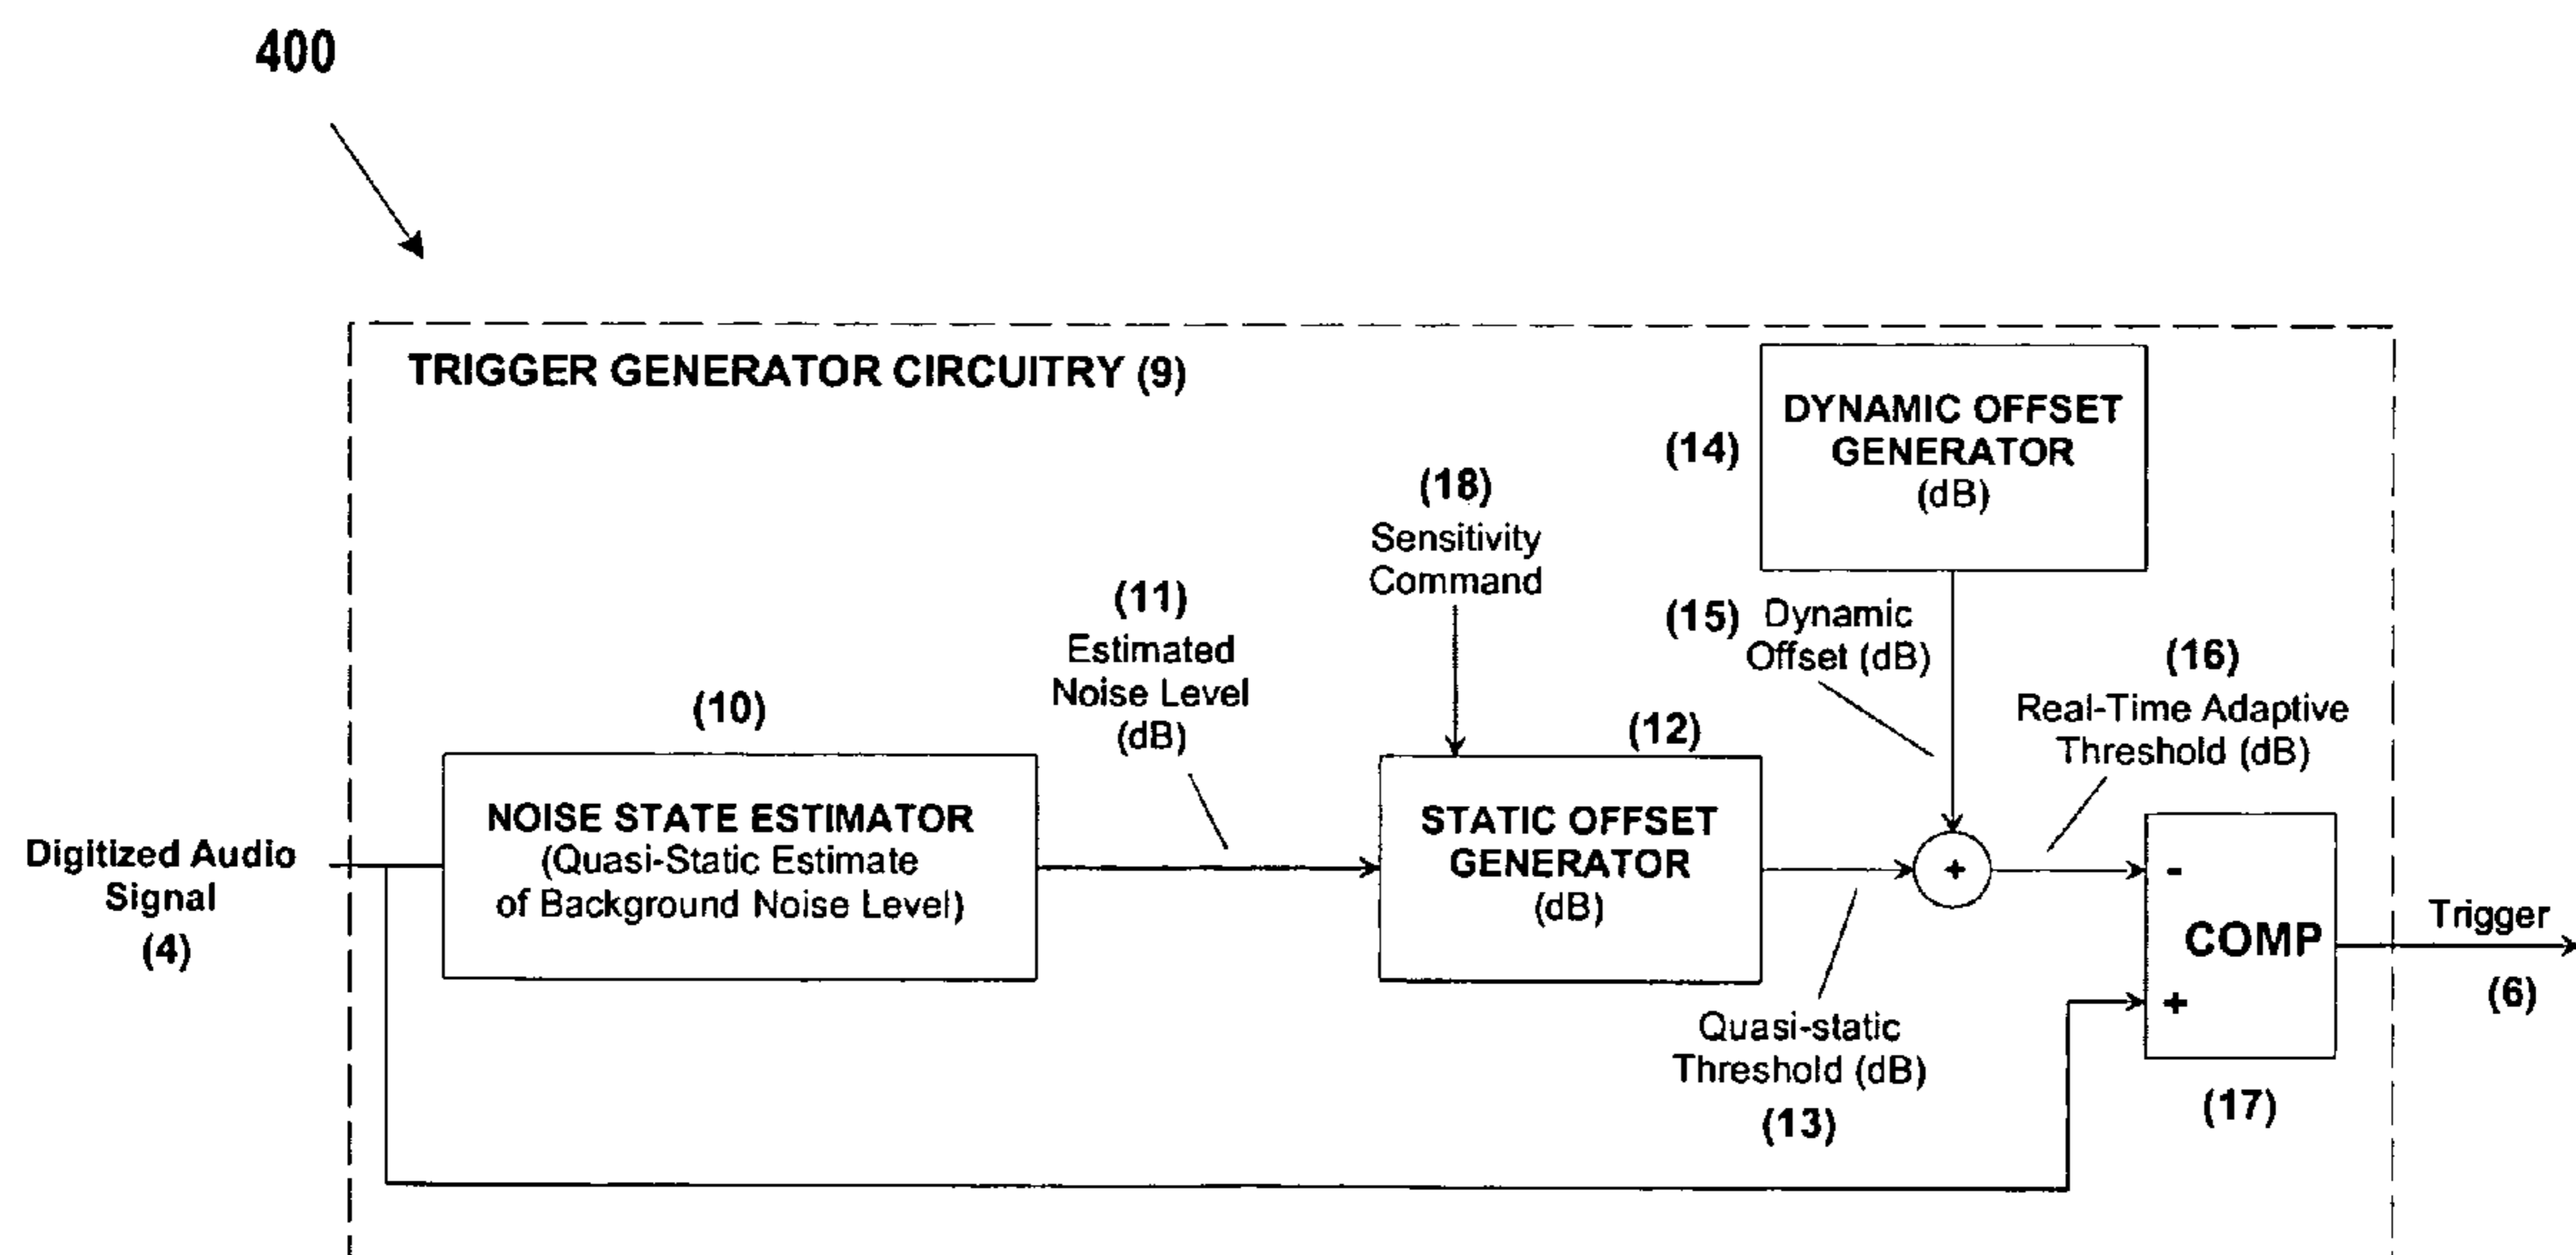 400
TRIGGER GENERATOR CIRCUITRY (9)
DYNAMIC OFFSET
GENERATOR
(dB)
(14)
(18)
Sensitivity
Command
(15) Dynamic
Offset (dB)
(11)
Estimated
Noise Level
(dB)
(16)
Real-Time Adaptive
Threshold (dB)
(10)
(12)
NOISE STATE ESTIMATOR
(Quasi-Static Estimate
of Background Noise Level)
STATIC OFFSET
GENERATOR
(dB)
+
-
COMP
+
Digitized Audio
Signal
(4)
Trigger
(6)
Quasi-static
Threshold (dB)
(13)
(17)